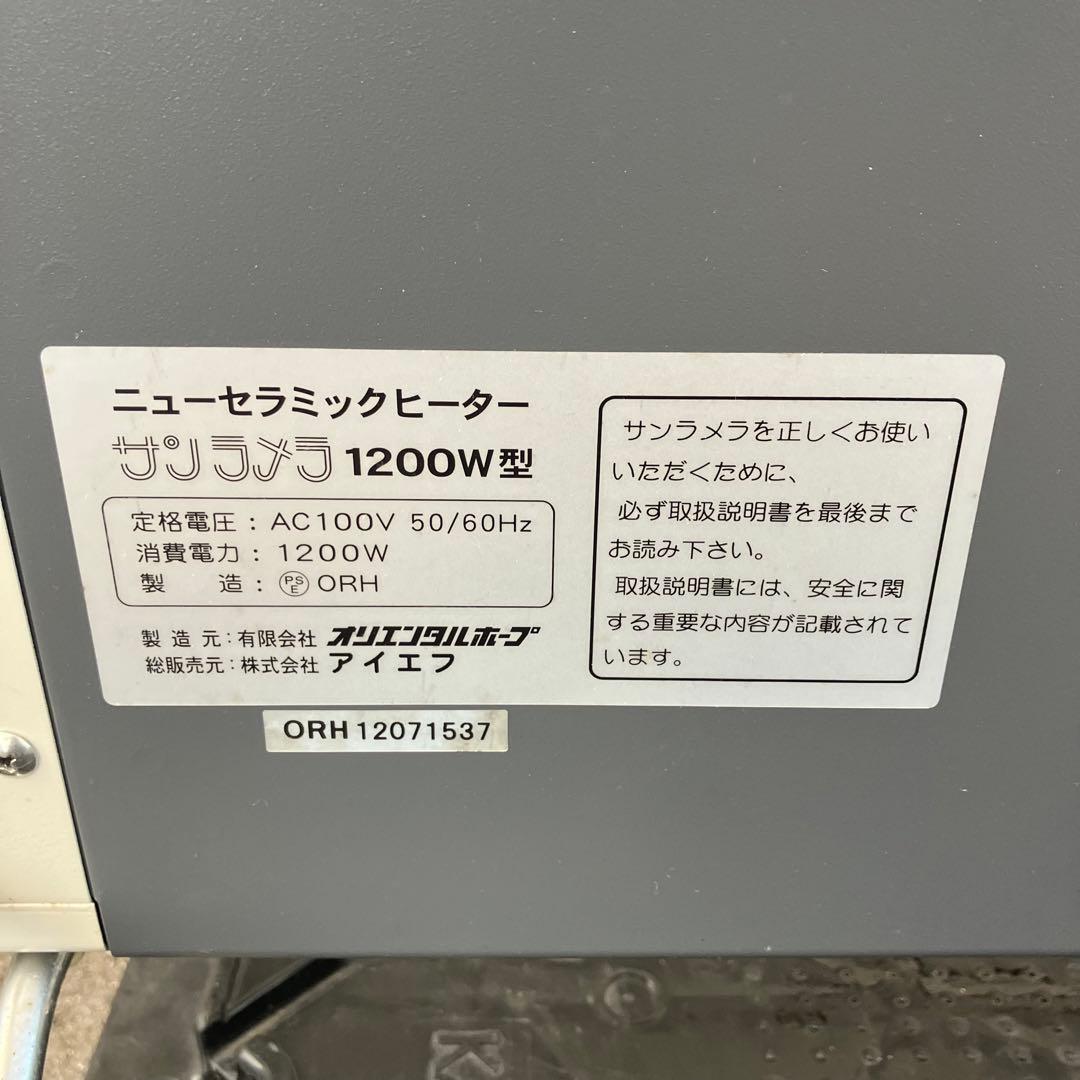 ニューセラミックヒーター
サンラメラ 1200W型
定格電圧： AC100V 50/60Hz
消費電力： 1200W
製　造： PSE ORH
製造元：有限会社 オリエンタルホープ
総販売元：株式会社 アイエフ
サンラメラを正しくお使い
いただくために、
必ず取扱説明書を最後まで
お読み下さい。
取扱説明書には、安全に関
する重要な内容が記載されて
います。
ORH 12071537
K